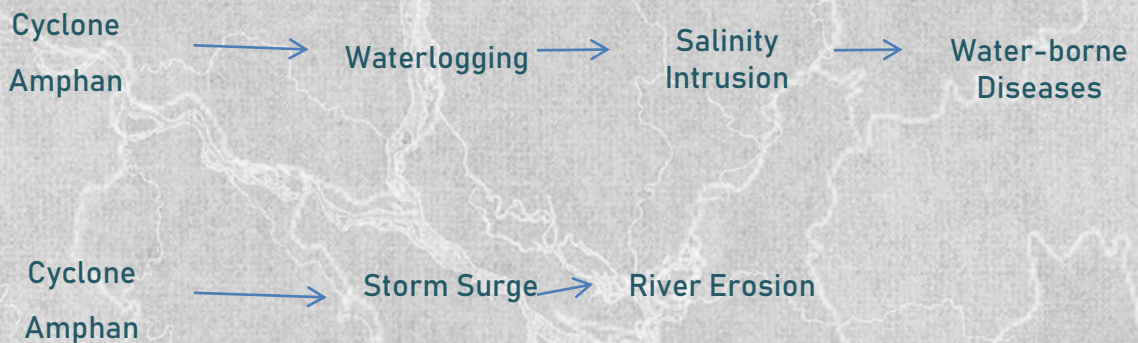 Cyclone
Amphan
Waterlogging
Salinity
Intrusion
Water-borne
Diseases
Cyclone
Amphan
Storm Surge
River Erosion